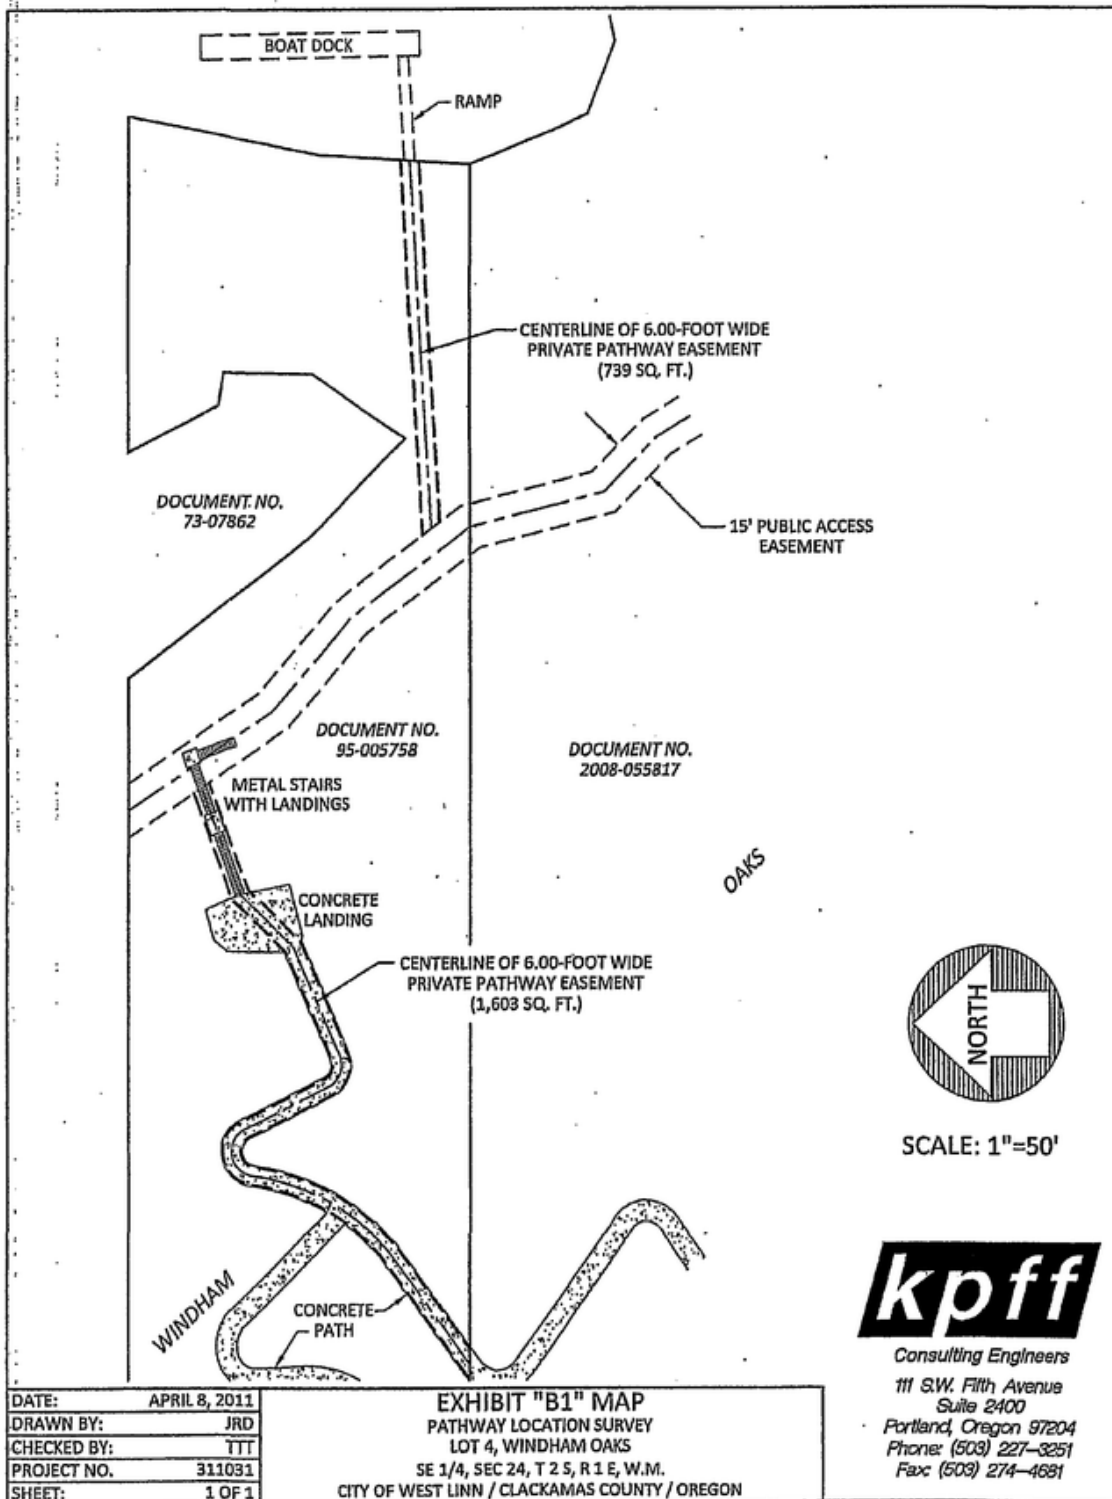 BOAT DOCK
RAMP
CENTERLINE OF 6.00-FOOT WIDE
PRIVATE PATHWAY EASEMENT
(739 SQ. FT.)
DOCUMENT NO.
73-07862
15' PUBLIC ACCESS
EASEMENT
DOCUMENT NO.
95-005758
DOCUMENT NO.
2008-055817
METAL STAIRS
WITH LANDINGS
OAKS
CONCRETE
LANDING
CENTERLINE OF 6.00-FOOT WIDE
PRIVATE PATHWAY EASEMENT
(1,603 SQ. FT.)
NORTH
SCALE: 1"=50'
WINDHAM
CONCRETE
PATH
kpff
Consulting Engineers
111 S.W. Fifth Avenue
Suite 2400
Portland, Oregon 97204
Phone: (503) 227-3251
Fax: (503) 274-4681
DATE: APRIL 8, 2011
DRAWN BY: JRD
CHECKED BY: TTT
PROJECT NO. 311031
SHEET: 1 OF 1
EXHIBIT "B1" MAP
PATHWAY LOCATION SURVEY
LOT 4, WINDHAM OAKS
SE 1/4, SEC 24, T 2 S, R 1 E, W.M.
CITY OF WEST LINN / CLACKAMAS COUNTY / OREGON